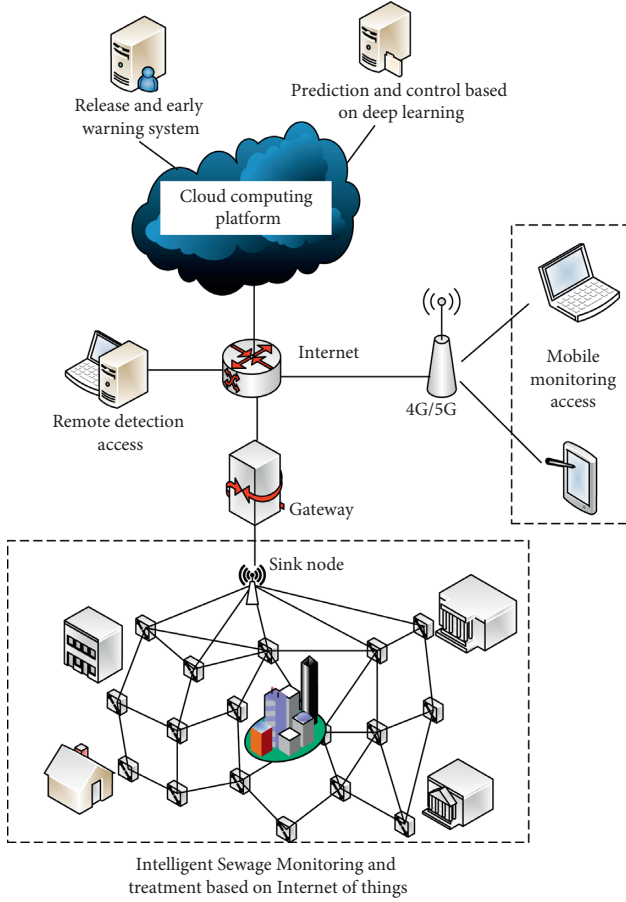 Release and early
warning system
Prediction and control based
on deep learning
Cloud computing
platform
Internet
Remote detection
access
4G/5G
Mobile
monitoring
access
Gateway
Sink node
Intelligent Sewage Monitoring and
treatment based on Internet of things